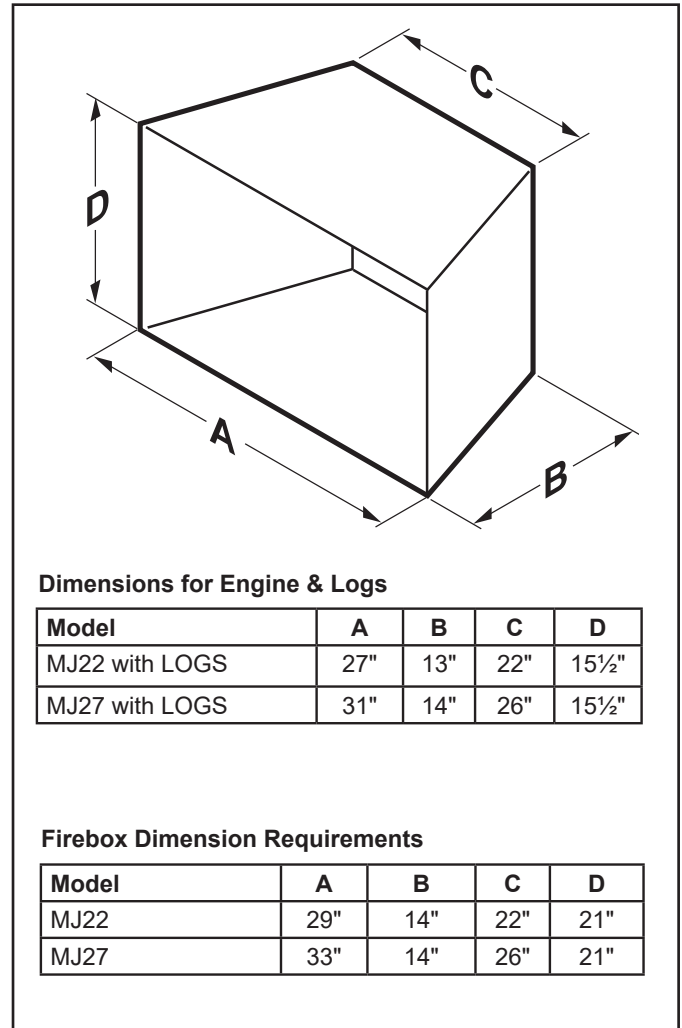 C
D
A
B
Dimensions for Engine & Logs
Model A B C D
MJ22 with LOGS 27" 13" 22" 15½"
MJ27 with LOGS 31" 14" 26" 15½"
Firebox Dimension Requirements
Model A B C D
MJ22 29" 14" 22" 21"
MJ27 33" 14" 26" 21"